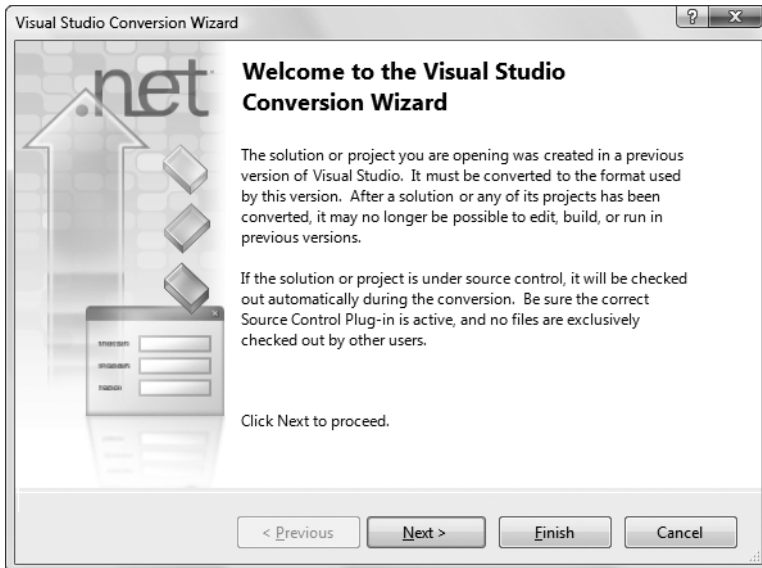 Visual Studio Conversion Wizard
.net
Welcome to the Visual Studio
Conversion Wizard
The solution or project you are opening was created in a previous
version of Visual Studio. It must be converted to the format used
by this version. After a solution or any of its projects has been
converted, it may no longer be possible to edit, build, or run in
previous versions.
If the solution or project is under source control, it will be checked
out automatically during the conversion. Be sure the correct
Source Control Plug-in is active, and no files are exclusively
checked out by other users.
Click Next to proceed.
< Previous Next > Finish Cancel